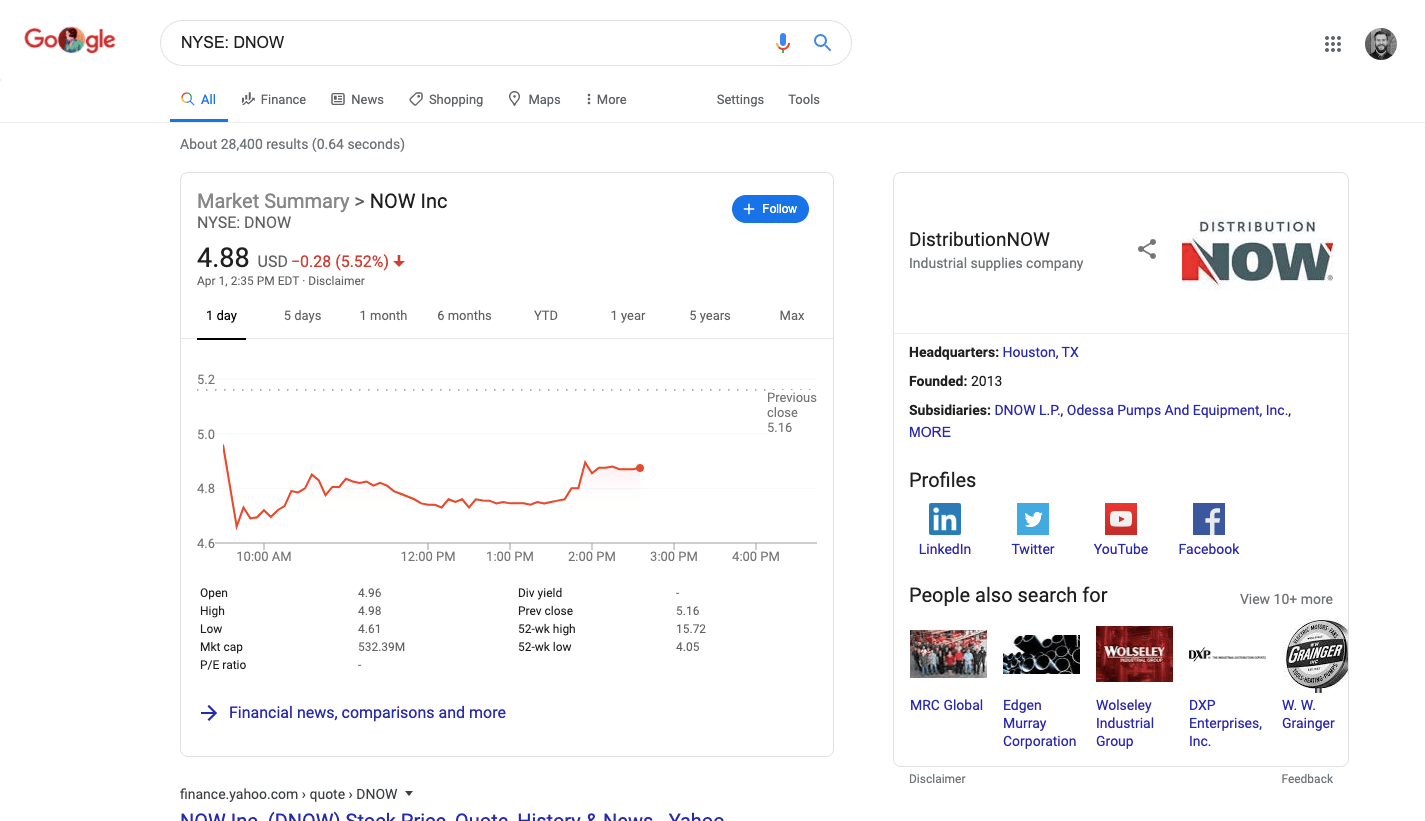 Google
NYSE: DNOW
All Finance News Shopping Maps More Settings Tools
About 28,400 results (0.64 seconds)
Market Summary > NOW Inc
NYSE: DNOW
+ Follow
4.88 USD −0.28 (5.52%)
Apr 1, 2:35 PM EDT · Disclaimer
1 day 5 days 1 month 6 months YTD 1 year 5 years Max
5.2
Previous
close
5.16
5.0
4.8
4.6
10:00 AM 12:00 PM 1:00 PM 2:00 PM 3:00 PM 4:00 PM
Open 4.96 Div yield -
High 4.98 Prev close 5.16
Low 4.61 52-wk high 15.72
Mkt cap 532.39M 52-wk low 4.05
P/E ratio -
Financial news, comparisons and more
finance.yahoo.com › quote › DNOW
NOW Inc. (DNOW) Stock Price, Quote, History & News - Yahoo
DistributionNOW
Industrial supplies company
DISTRIBUTION
NOW
Headquarters: Houston, TX
Founded: 2013
Subsidiaries: DNOW L.P., Odessa Pumps And Equipment, Inc.,
MORE
Profiles
LinkedIn Twitter YouTube Facebook
People also search for
View 10+ more
WOLSELEY
INDUSTRIAL GROUP
DXP
GRAINGER
MRC Global
Edgen
Murray
Corporation
Wolseley
Industrial
Group
DXP
Enterprises,
Inc.
W. W.
Grainger
Disclaimer Feedback